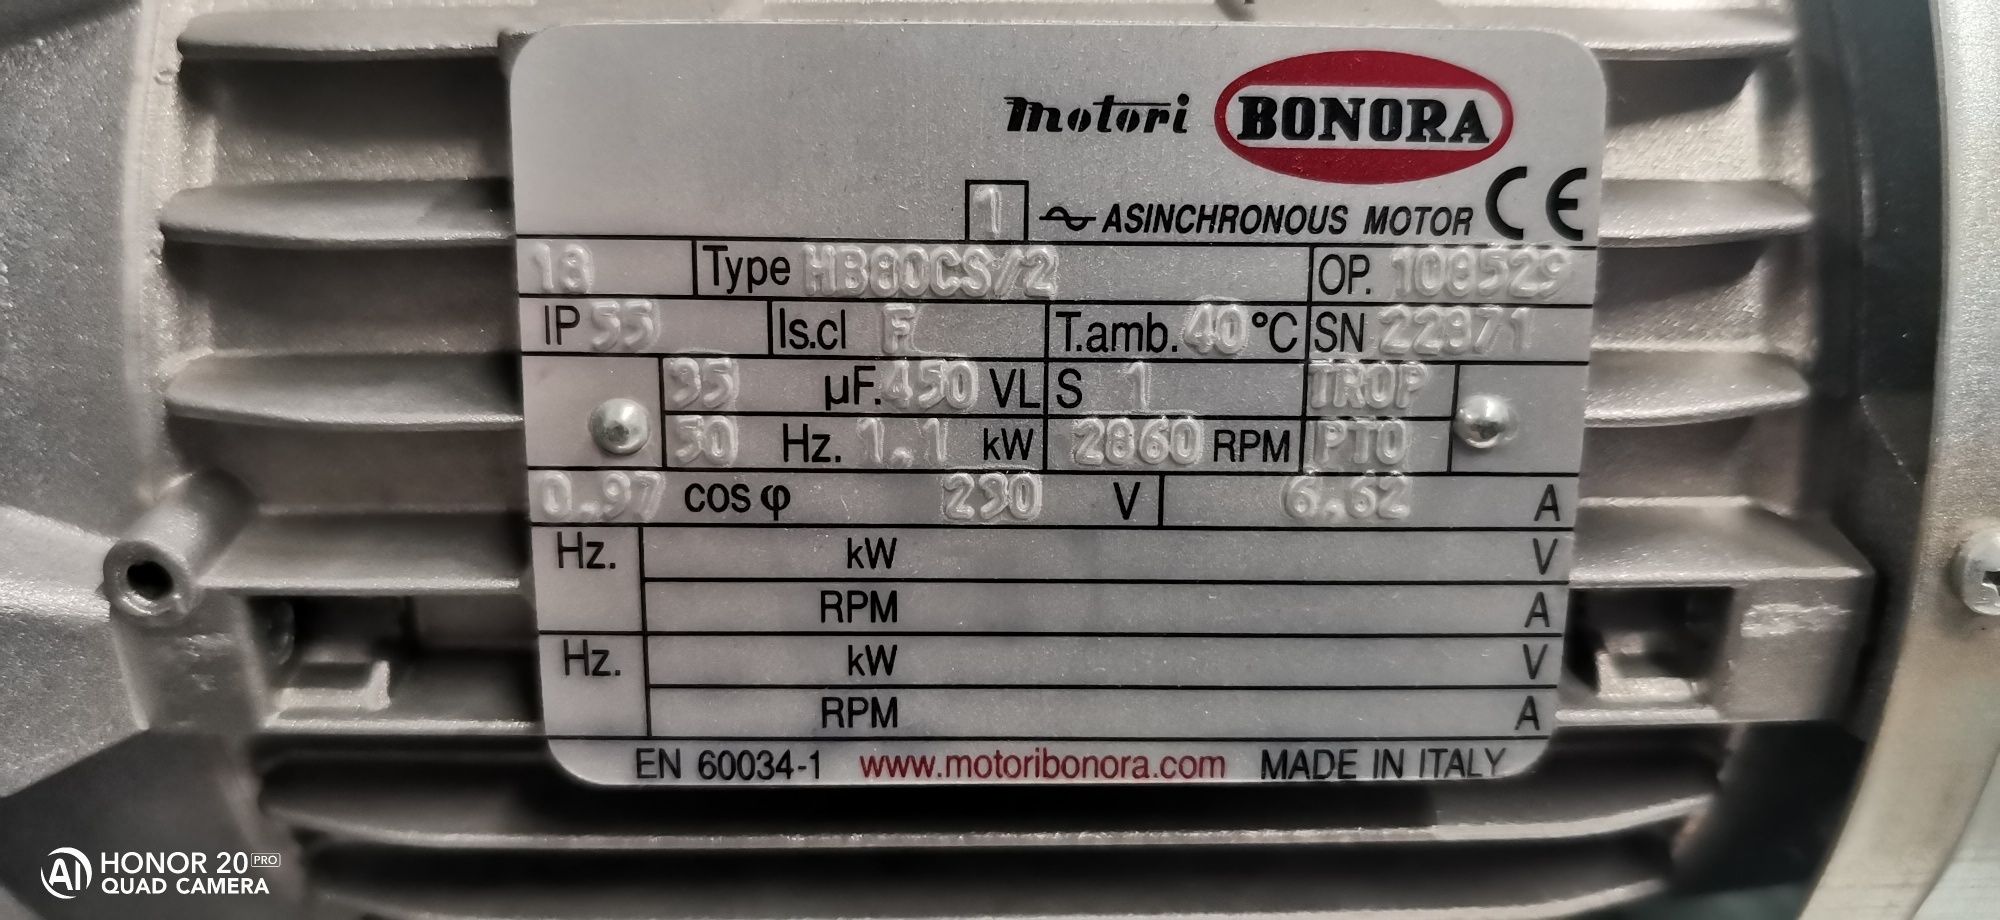 motori BONORA
1 ASINCHRONOUS MOTOR CE
18 Type HB80CS/2 OP. 108529
IP 55 Is.cl F T.amb. 40 °C SN 22971
35 µF. 450 VL S 1 TROP
50 Hz. 1.1 kW 2860 RPM PTO
0.97 cos φ 230 V 6.62 A
Hz. kW V
RPM A
Hz. kW V
RPM A
EN 60034-1 www.motoribonora.com MADE IN ITALY
AI HONOR 20 PRO
QUAD CAMERA